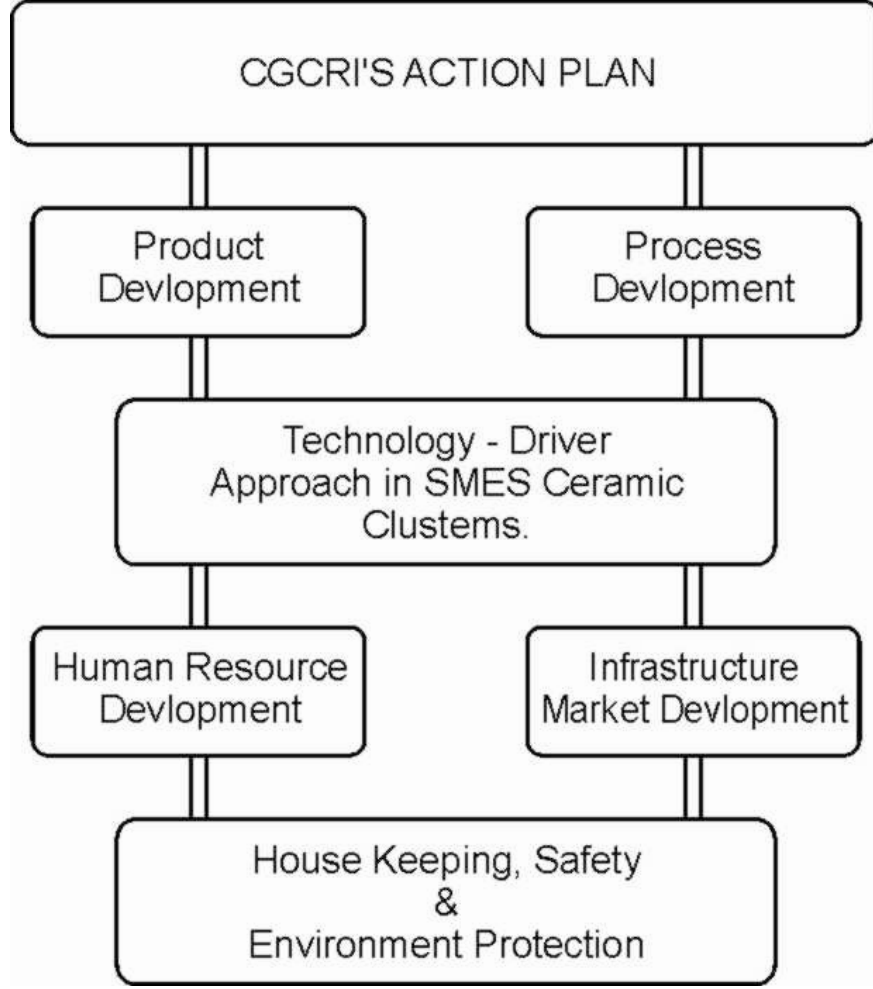 CGCRI'S ACTION PLAN
Product
Devlopment
Process
Devlopment
Technology - Driver
Approach in SMES Ceramic
Clustems.
Human Resource
Devlopment
Infrastructure
Market Devlopment
House Keeping, Safety
&
Environment Protection